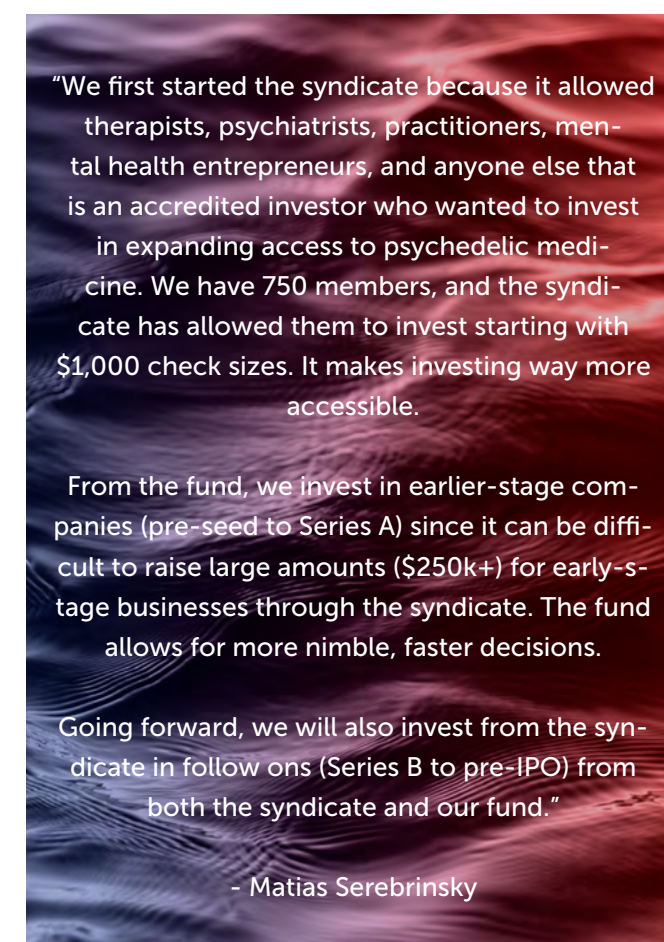 “We first started the syndicate because it allowed
therapists, psychiatrists, practitioners, men-
tal health entrepreneurs, and anyone else that
is an accredited investor who wanted to invest
in expanding access to psychedelic medi-
cine. We have 750 members, and the syndi-
cate has allowed them to invest starting with
$1,000 check sizes. It makes investing way more
accessible.
From the fund, we invest in earlier-stage com-
panies (pre-seed to Series A) since it can be diffi-
cult to raise large amounts ($250k+) for early-s-
tage businesses through the syndicate. The fund
allows for more nimble, faster decisions.
Going forward, we will also invest from the syn-
dicate in follow ons (Series B to pre-IPO) from
both the syndicate and our fund.”
- Matias Serebrinsky